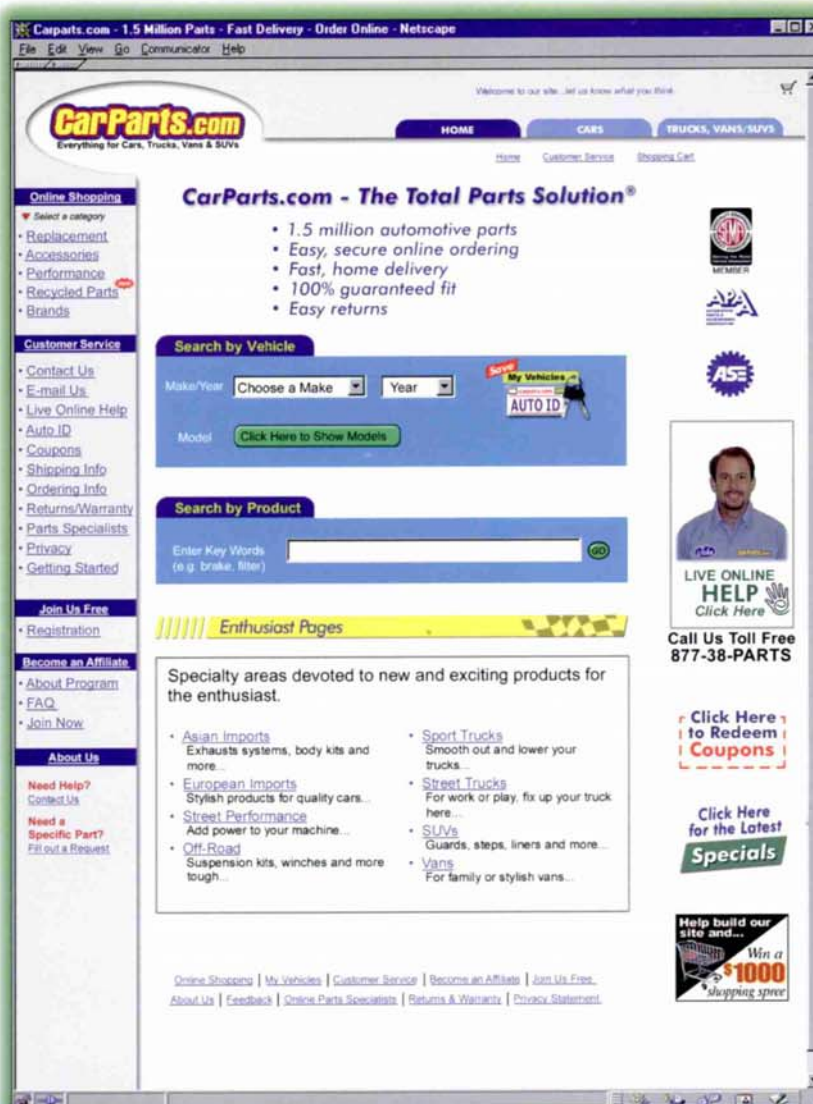 Carparts.com - 1.5 Million Parts - Fast Delivery - Order Online - Netscape
File Edit View Go Communicator Help
Welcome to our site...let us know what you think.
CarParts.com
Everything for Cars, Trucks, Vans & SUVs
HOME CARS TRUCKS, VANS/SUVS
Home Customer Service Shopping Cart
Online Shopping
Select a category
• Replacement
• Accessories
• Performance
• Recycled Parts
• Brands
Customer Service
• Contact Us
• E-mail Us
• Live Online Help
• Auto ID
• Coupons
• Shipping Info
• Ordering Info
• Returns/Warranty
• Parts Specialists
• Privacy
• Getting Started
Join Us Free
• Registration
Become an Affiliate
• About Program
• FAQ
• Join Now
About Us
Need Help?
Contact Us
Need a
Specific Part?
Fill out a Request
CarParts.com - The Total Parts Solution®
• 1.5 million automotive parts
• Easy, secure online ordering
• Fast, home delivery
• 100% guaranteed fit
• Easy returns
Search by Vehicle
Make/Year Choose a Make Year
Model Click Here to Show Models
Save
My Vehicles
AUTO ID
Search by Product
Enter Key Words
(e.g. brake, filter)
GO
Enthusiast Pages
Specialty areas devoted to new and exciting products for
the enthusiast.
• Asian Imports
Exhausts systems, body kits and
more...
• European Imports
Stylish products for quality cars...
• Street Performance
Add power to your machine...
• Off-Road
Suspension kits, winches and more
tough...
• Sport Trucks
Smooth out and lower your
trucks...
• Street Trucks
For work or play, fix up your truck
here...
• SUVs
Guards, steps, liners and more...
• Vans
For family or stylish vans...
SEMA
MEMBER
APAA
ASE
LIVE ONLINE
HELP
Click Here
Call Us Toll Free
877-38-PARTS
Click Here
to Redeem
Coupons
Click Here
for the Latest
Specials
Help build our
site and...
Win a
$1000
shopping spree
Online Shopping | My Vehicles | Customer Service | Become an Affiliate | Join Us Free
About Us | Feedback | Online Parts Specialists | Returns & Warranty | Privacy Statement